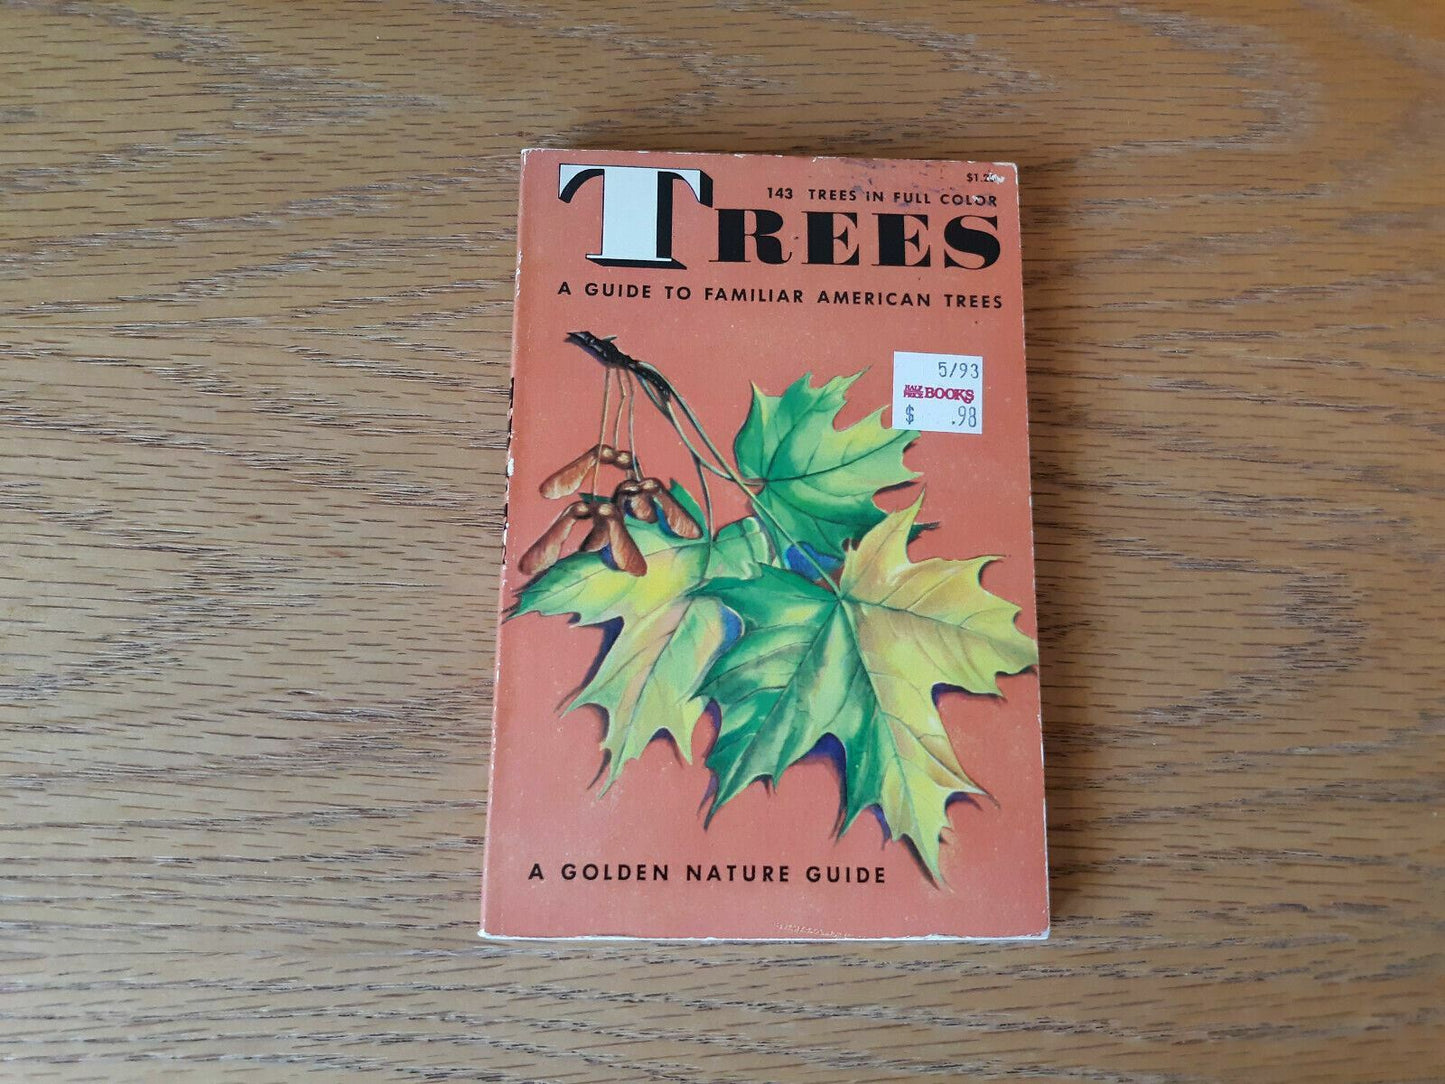 $1.
143 TREES IN FULL COLOR
TREES
A GUIDE TO FAMILIAR AMERICAN TREES
5/93
HALF PRICE BOOKS
$ .98
A GOLDEN NATURE GUIDE